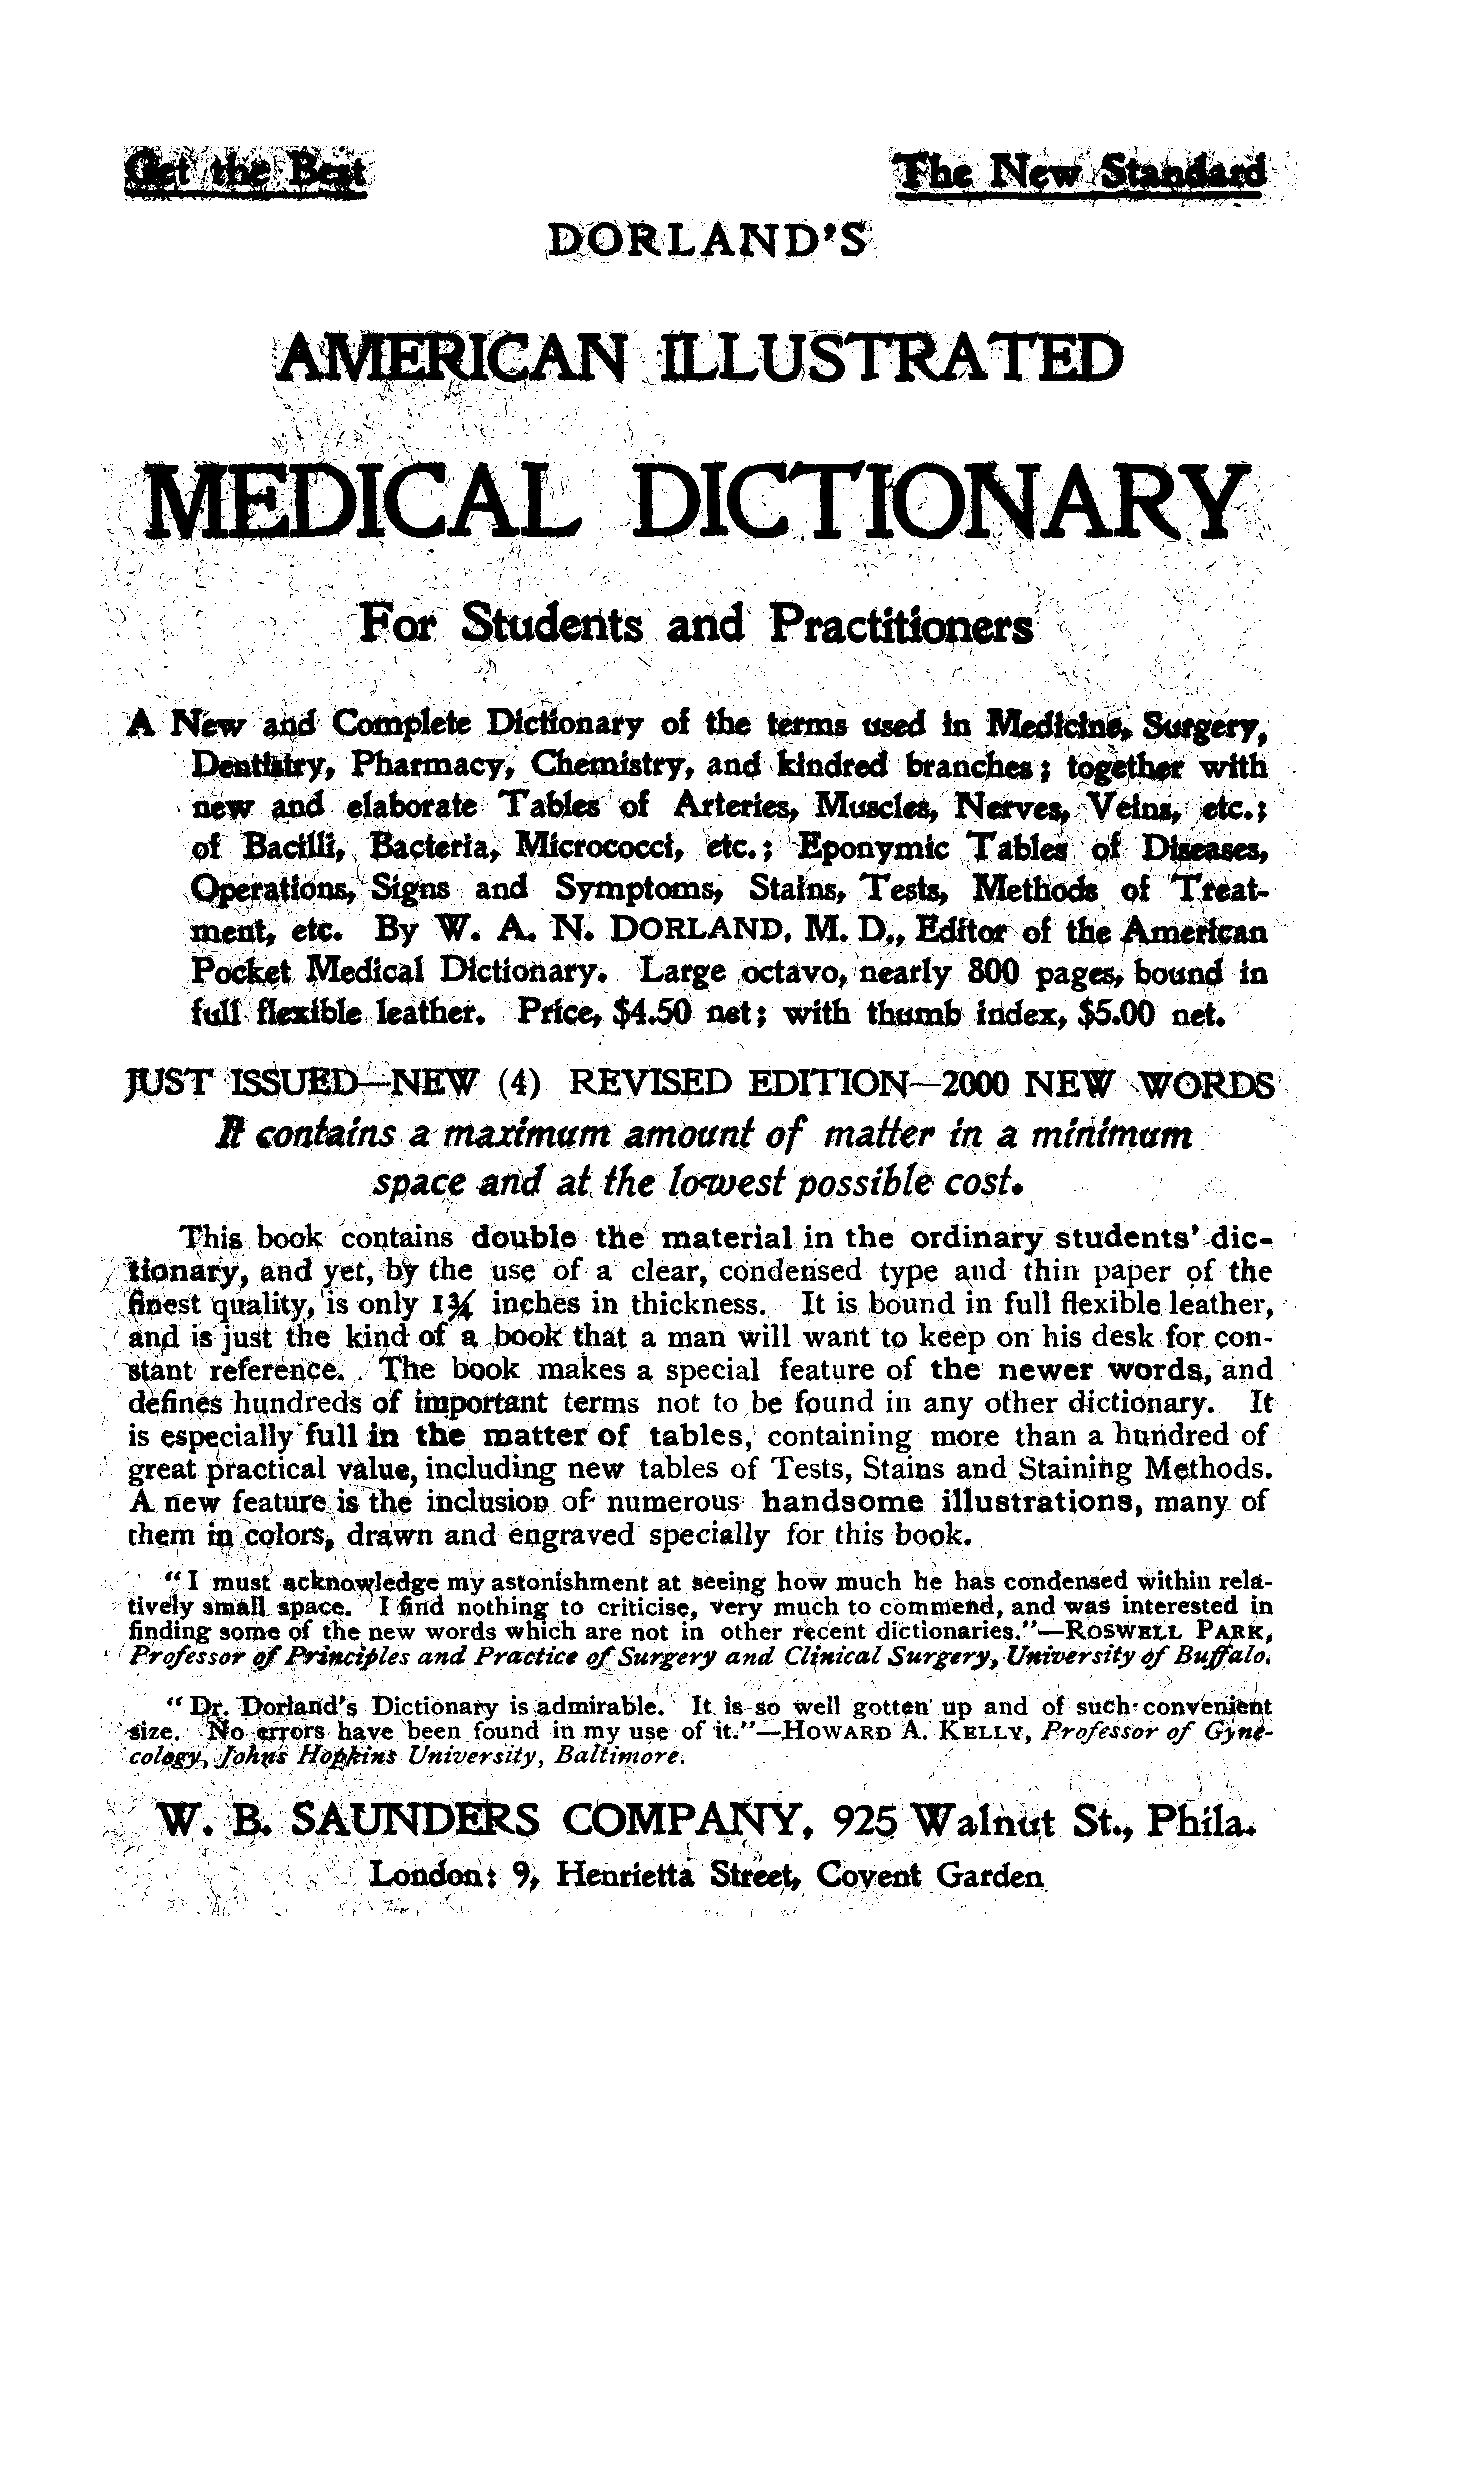 Get the Best The New Standard
DORLAND'S
AMERICAN ILLUSTRATED
MEDICAL DICTIONARY
For Students and Practitioners
A New and Complete Dictionary of the terms used in Medicine, Surgery,
Dentistry, Pharmacy, Chemistry, and kindred branches; together with
new and elaborate Tables of Arteries, Muscles, Nerves, Veins, etc.;
of Bacilli, Bacteria, Micrococci, etc.; Eponymic Tables of Diseases,
Operations, Signs and Symptoms, Stains, Tests, Methods of Treat-
ment, etc. By W. A. N. DORLAND, M. D., Editor of the American
Pocket Medical Dictionary. Large octavo, nearly 800 pages, bound in
full flexible leather. Price, $4.50 net; with thumb index, $5.00 net.
JUST ISSUED—NEW (4) REVISED EDITION—2000 NEW WORDS
It contains a maximum amount of matter in a minimum
space and at the lowest possible cost.
This book contains double the material in the ordinary students' dic-
tionary, and yet, by the use of a clear, condensed type and thin paper of the
finest quality, is only 1¾ inches in thickness. It is bound in full flexible leather,
and is just the kind of a book that a man will want to keep on his desk for con-
stant reference. The book makes a special feature of the newer words, and
defines hundreds of important terms not to be found in any other dictionary. It
is especially full in the matter of tables, containing more than a hundred of
great practical value, including new tables of Tests, Stains and Staining Methods.
A new feature is the inclusion of numerous handsome illustrations, many of
them in colors, drawn and engraved specially for this book.
"I must acknowledge my astonishment at seeing how much he has condensed within rela-
tively small space. I find nothing to criticise, very much to commend, and was interested in
finding some of the new words which are not in other recent dictionaries."—ROSWELL PARK,
Professor of Principles and Practice of Surgery and Clinical Surgery, University of Buffalo.
"Dr. Dorland's Dictionary is admirable. It is so well gotten up and of such convenient
size. No errors have been found in my use of it."—HOWARD A. KELLY, Professor of Gyne-
cology, Johns Hopkins University, Baltimore.
W. B. SAUNDERS COMPANY, 925 Walnut St., Phila.
London: 9, Henrietta Street, Covent Garden